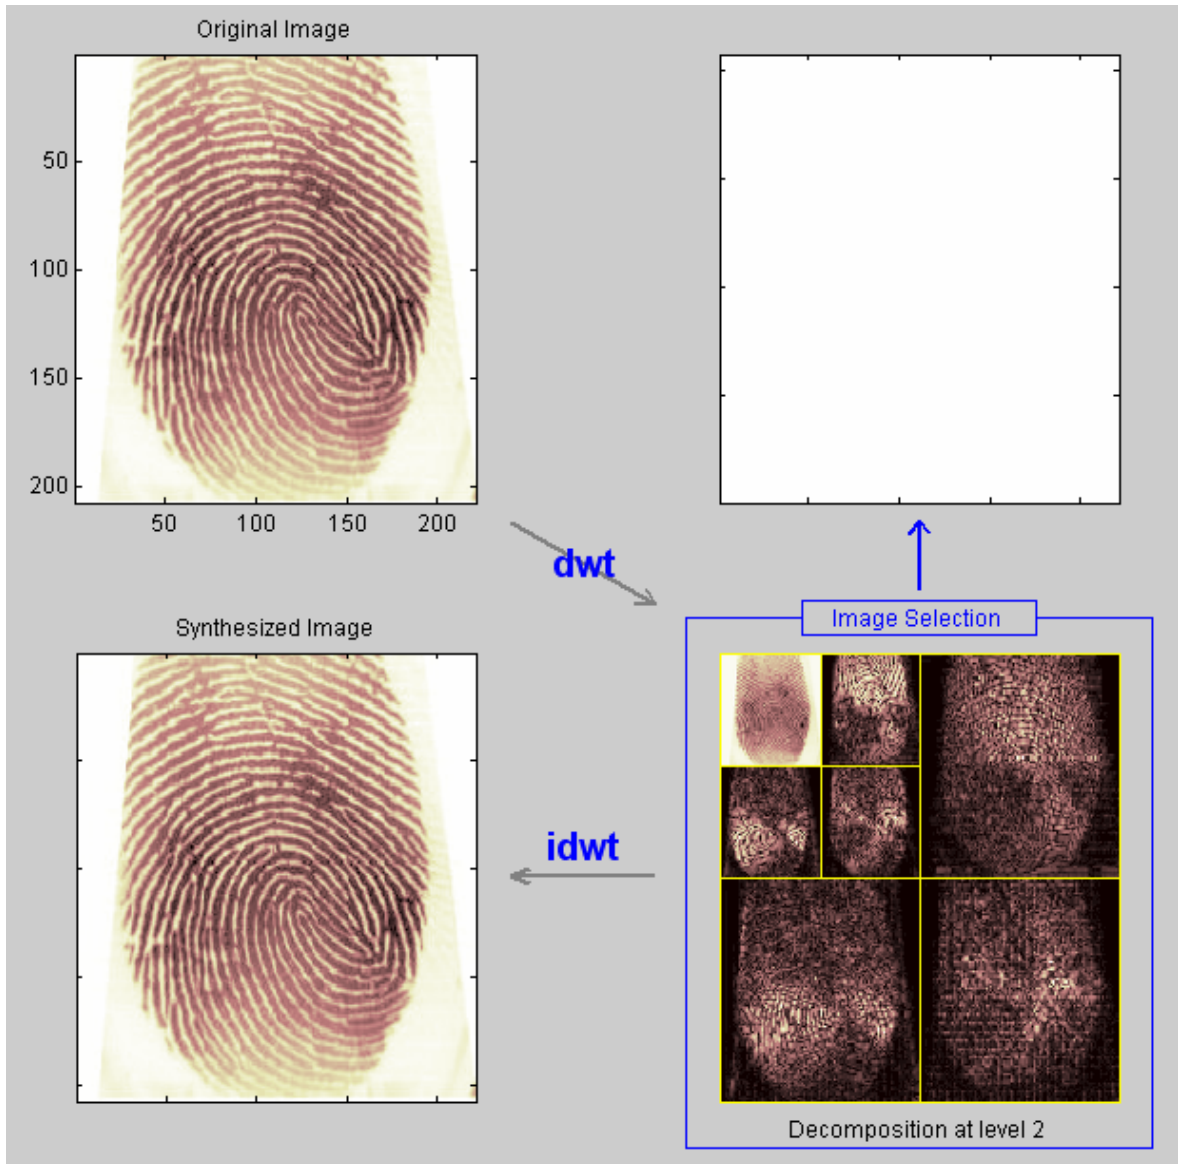 Original Image
50
100
150
200
50 100 150 200
dwt
Synthesized Image
Image Selection
idwt
Decomposition at level 2